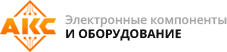 АКС
Электронные компоненты
И ОБОРУДОВАНИЕ